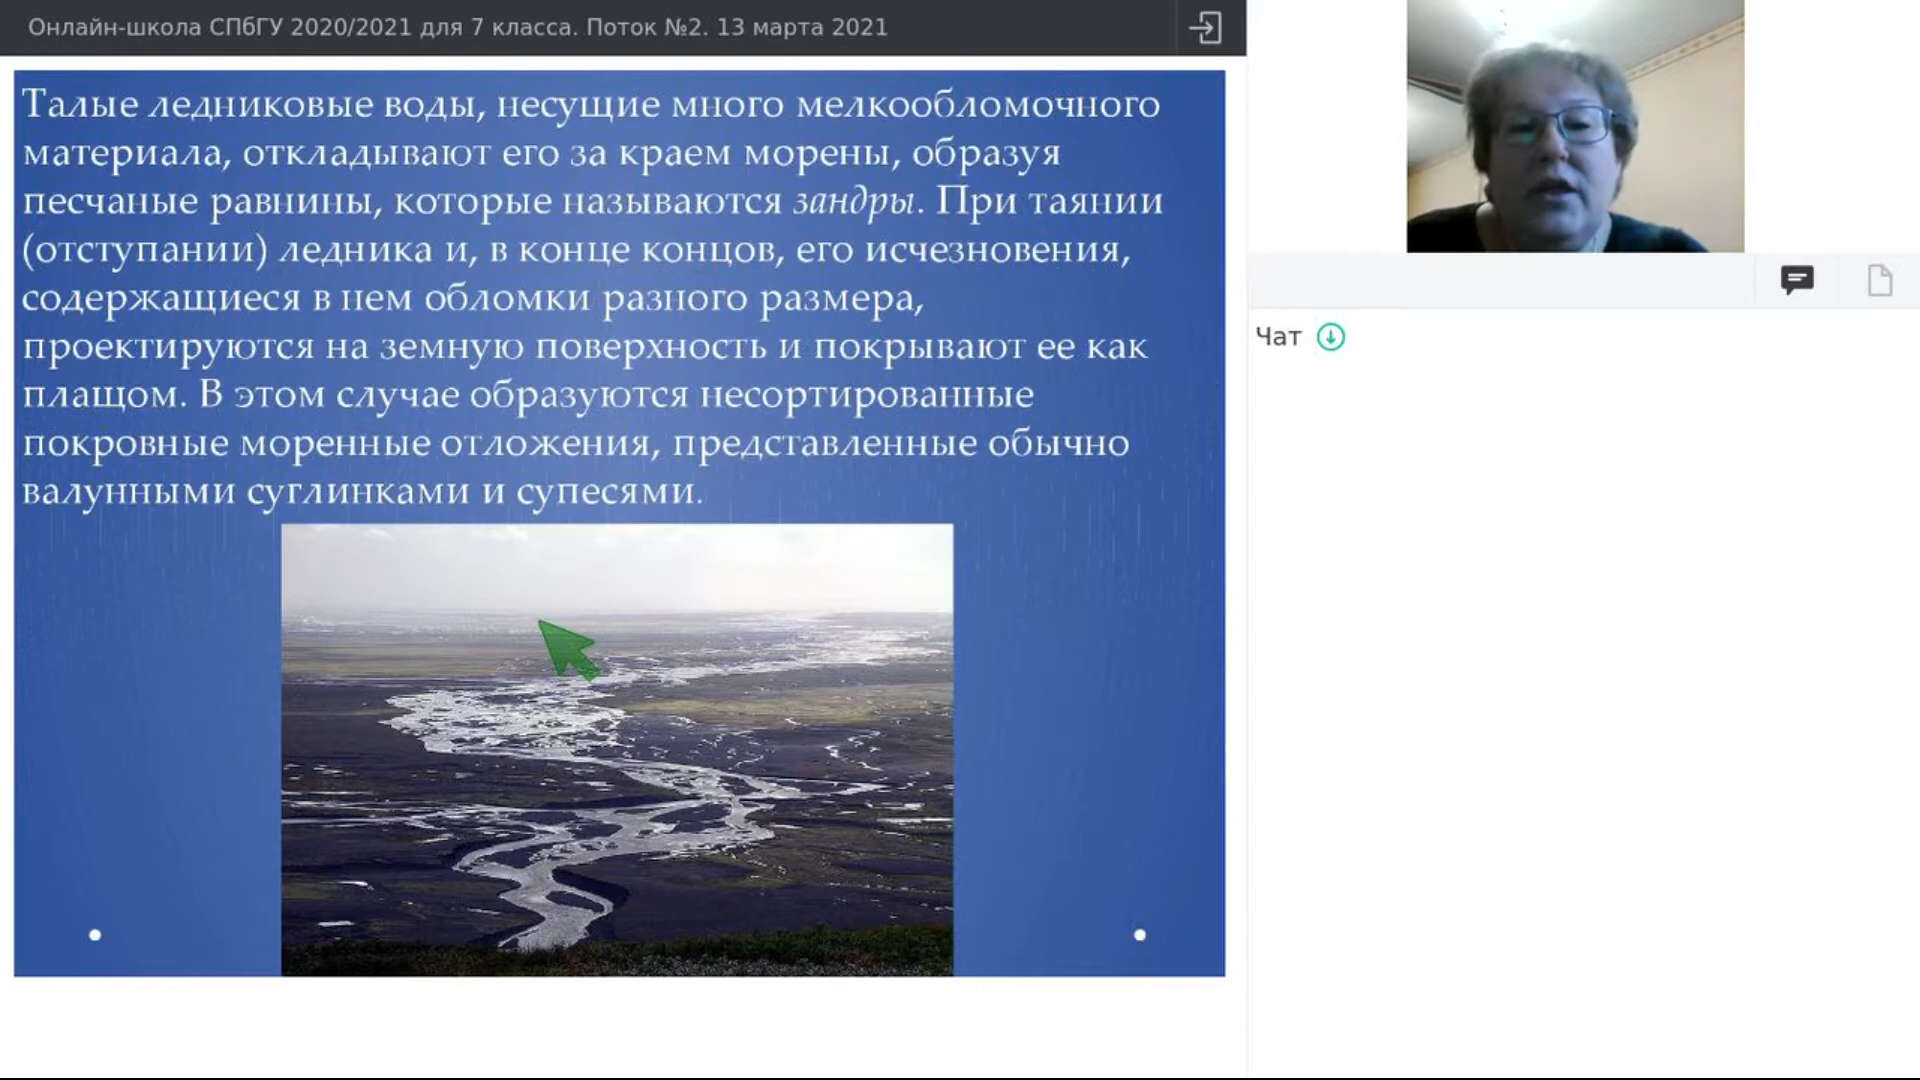 Онлайн-школа СПбГУ 2020/2021 для 7 класса. Поток №2. 13 марта 2021
Талые ледниковые воды, несущие много мелкообломочного
материала, откладывают его за краем морены, образуя
песчаные равнины, которые называются зандры. При таянии
(отступании) ледника и, в конце концов, его исчезновения,
содержащиеся в нем обломки разного размера,
проектируются на земную поверхность и покрывают ее как
плащом. В этом случае образуются несортированные
покровные моренные отложения, представленные обычно
валунными суглинками и супесями.
Чат